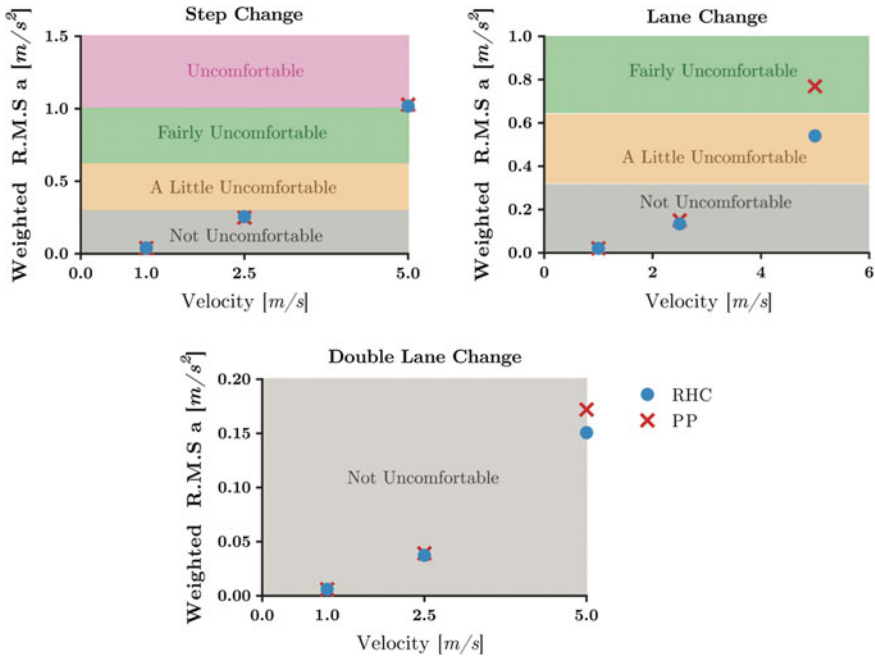 Step Change
Weighted R.M.S a [m/s²]
1.5
1.0
0.5
0.0
Uncomfortable
Fairly Uncomfortable
A Little Uncomfortable
Not Uncomfortable
0.0 1.0 2.5 5.0
Velocity [m/s]
Lane Change
Weighted R.M.S a [m/s²]
1.0
0.8
0.6
0.4
0.2
0.0
Fairly Uncomfortable
A Little Uncomfortable
Not Uncomfortable
0 2 4 6
Velocity [m/s]
Double Lane Change
Weighted R.M.S a [m/s²]
0.20
0.15
0.10
0.05
0.00
Not Uncomfortable
0.0 1.0 2.5 5.0
Velocity [m/s]
RHC
PP